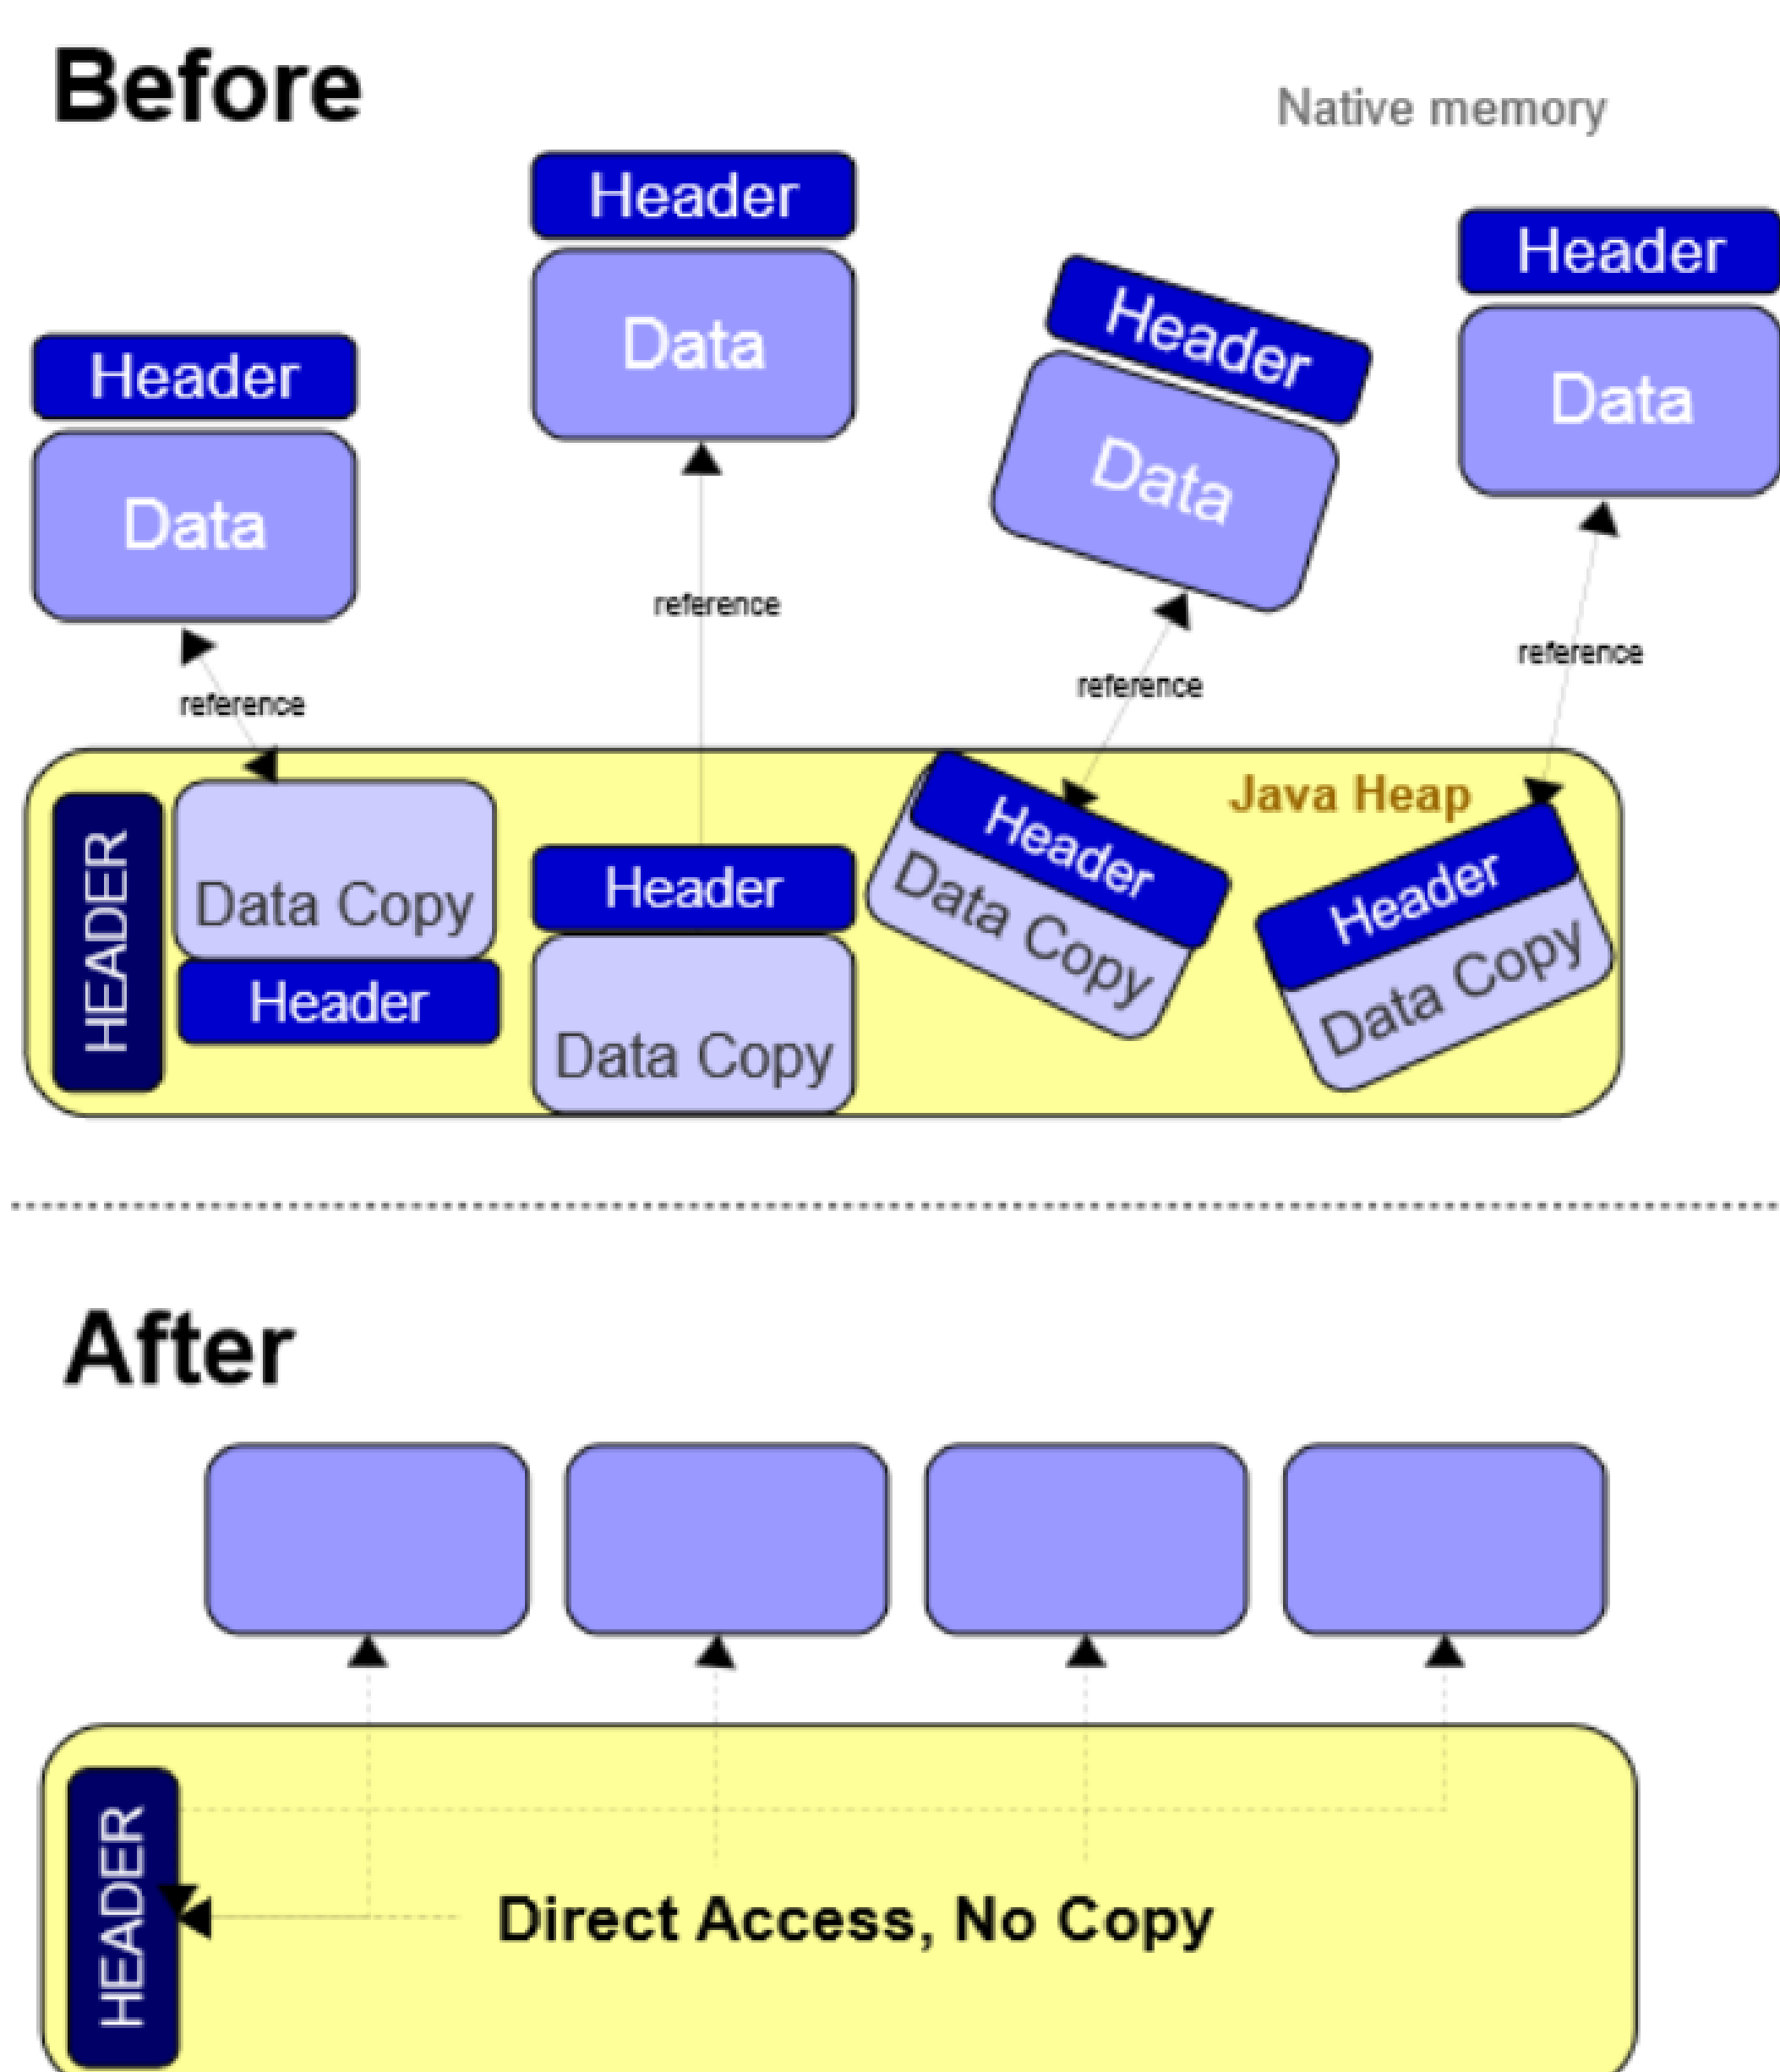 Before
Native memory
Header
Data
Header
Data
Header
Data
Header
Data
reference
reference
reference
reference
Java Heap
HEADER
Data Copy
Header
Header
Data Copy
Header
Data Copy
Header
Data Copy
After
HEADER
Direct Access, No Copy